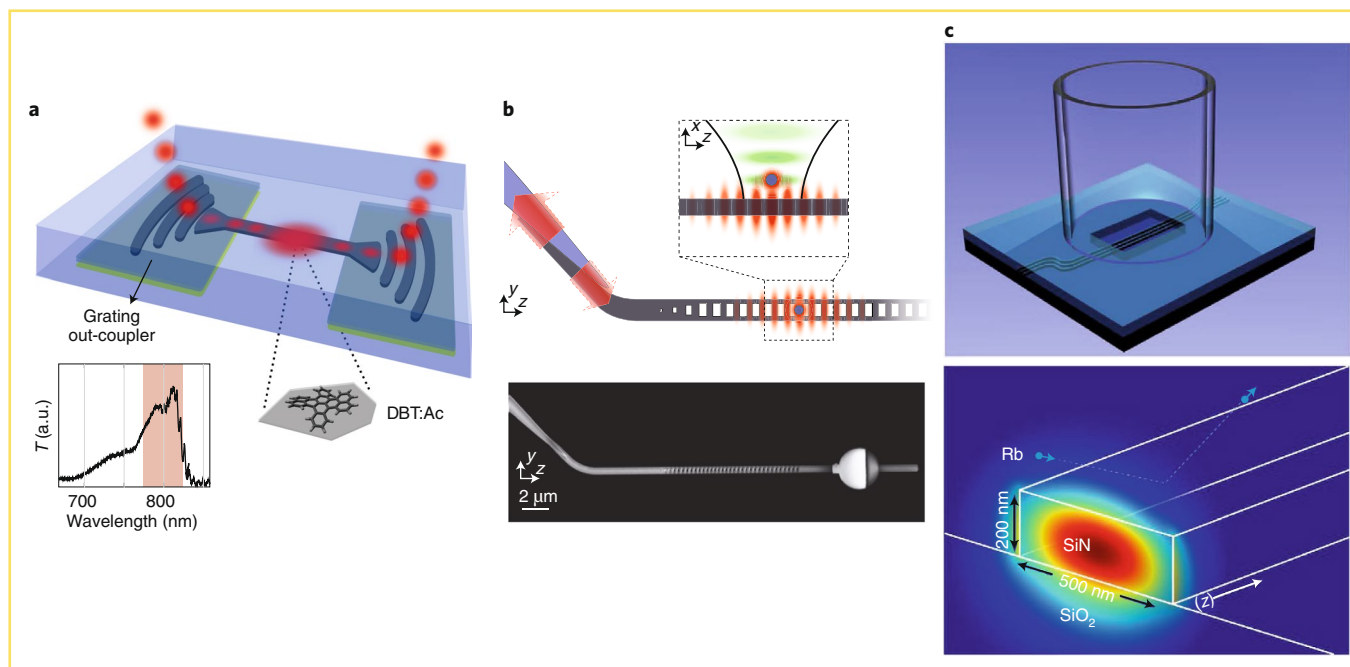 a
Grating
out-coupler
DBT:Ac
T (a.u.)
700
800
Wavelength (nm)
b
x
z
y
z
y
z
2 μm
c
Rb
200 nm
SiN
500 nm
(z)
SiO₂